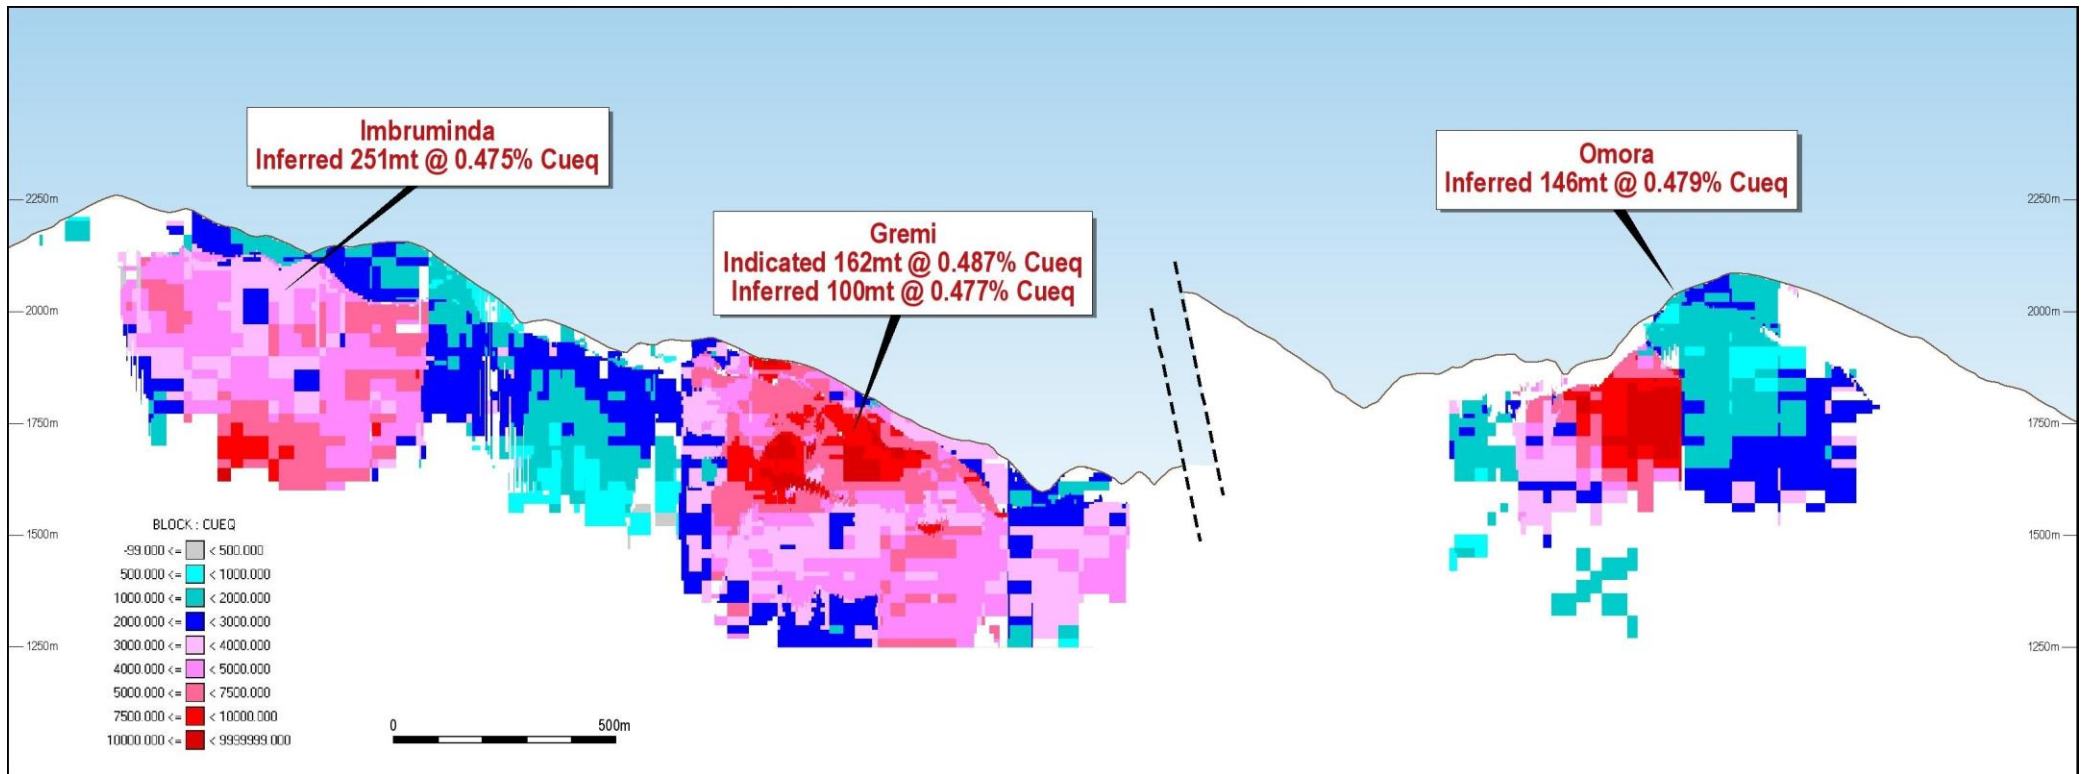 Imbruminda
Inferred 251mt @ 0.475% Cueq
Omora
Inferred 146mt @ 0.479% Cueq
Gremi
Indicated 162mt @ 0.487% Cueq
Inferred 100mt @ 0.477% Cueq
2250m
2000m
1750m
1500m
1250m
2250m
2000m
1750m
1500m
1250m
BLOCK : CUEQ
-99.000 <= < 500.000
500.000 <= < 1000.000
1000.000 <= < 2000.000
2000.000 <= < 3000.000
3000.000 <= < 4000.000
4000.000 <= < 5000.000
5000.000 <= < 7500.000
7500.000 <= < 10000.000
10000.000 <= < 9999999.000
0 500m